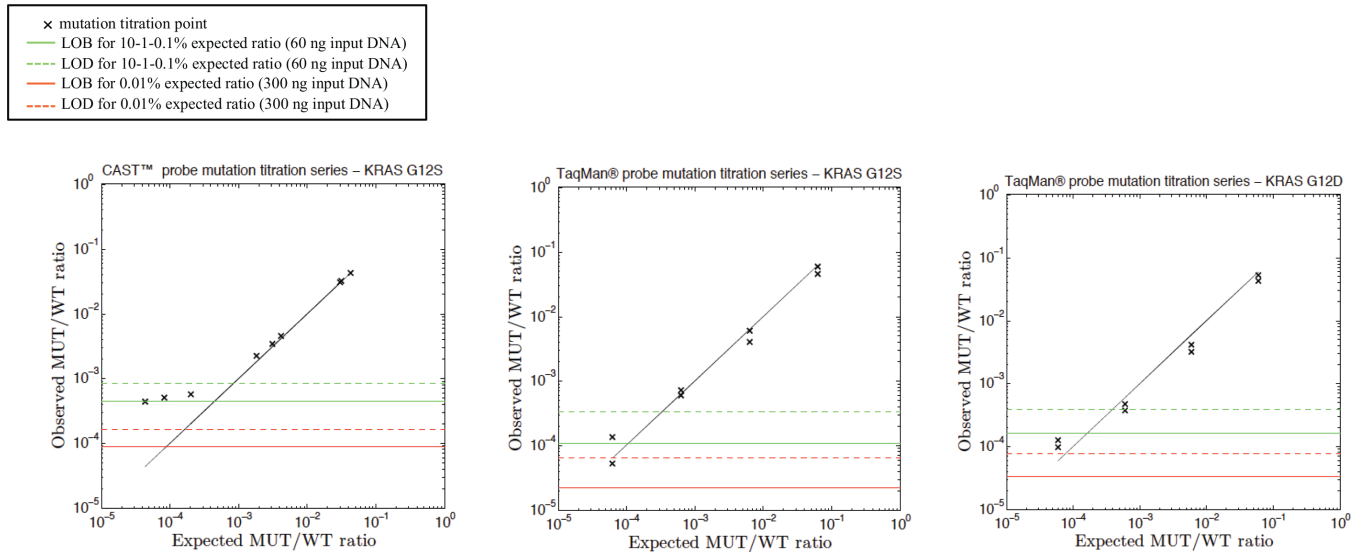 mutation titration point
LOB for 10-1-0.1% expected ratio (60 ng input DNA)
LOD for 10-1-0.1% expected ratio (60 ng input DNA)
LOB for 0.01% expected ratio (300 ng input DNA)
LOD for 0.01% expected ratio (300 ng input DNA)
CAST™ probe mutation titration series – KRAS G12S
10^0
10^-1
10^-2
10^-3
10^-4
10^-5
Observed MUT/WT ratio
10^-5 10^-4 10^-3 10^-2 10^-1 10^0
Expected MUT/WT ratio
TaqMan® probe mutation titration series – KRAS G12S
10^0
10^-1
10^-2
10^-3
10^-4
10^-5
Observed MUT/WT ratio
10^-5 10^-4 10^-3 10^-2 10^-1 10^0
Expected MUT/WT ratio
TaqMan® probe mutation titration series – KRAS G12D
10^0
10^-1
10^-2
10^-3
10^-4
10^-5
Observed MUT/WT ratio
10^-5 10^-4 10^-3 10^-2 10^-1 10^0
Expected MUT/WT ratio